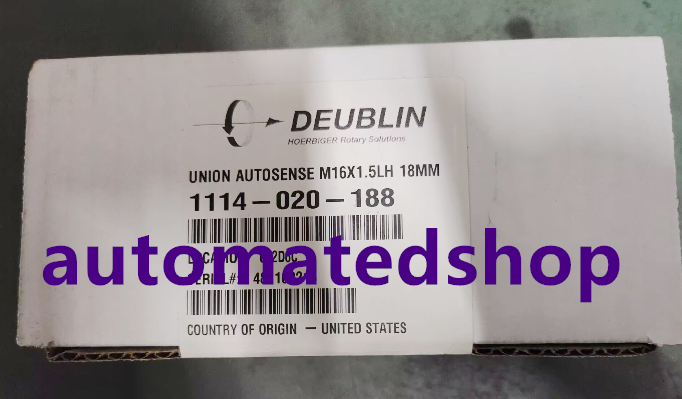 DEUBLIN
HOERBIGER Rotary Solutions
UNION AUTOSENSE M16X1.5LH 18MM
1114-020-188
automatedshop
COUNTRY OF ORIGIN - UNITED STATES